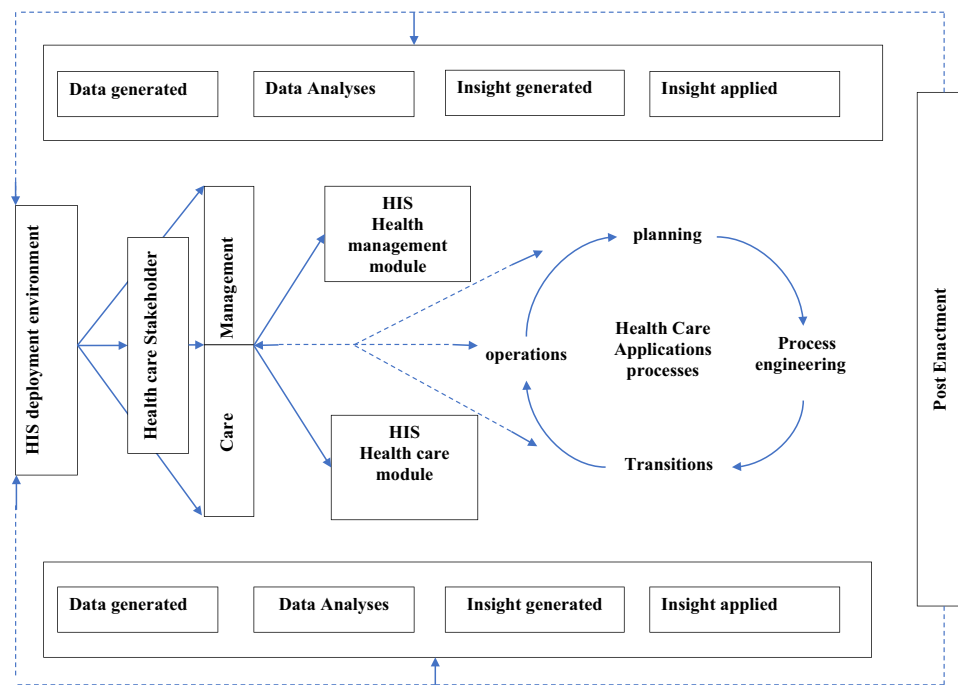 Data generated
Data Analyses
Insight generated
Insight applied
HIS deployment environment
Health care Stakeholder
Management
Care
HIS
Health
management
module
HIS
Health care
module
planning
operations
Health Care
Applications
processes
Process
engineering
Transitions
Post Enactment
Data generated
Data Analyses
Insight generated
Insight applied